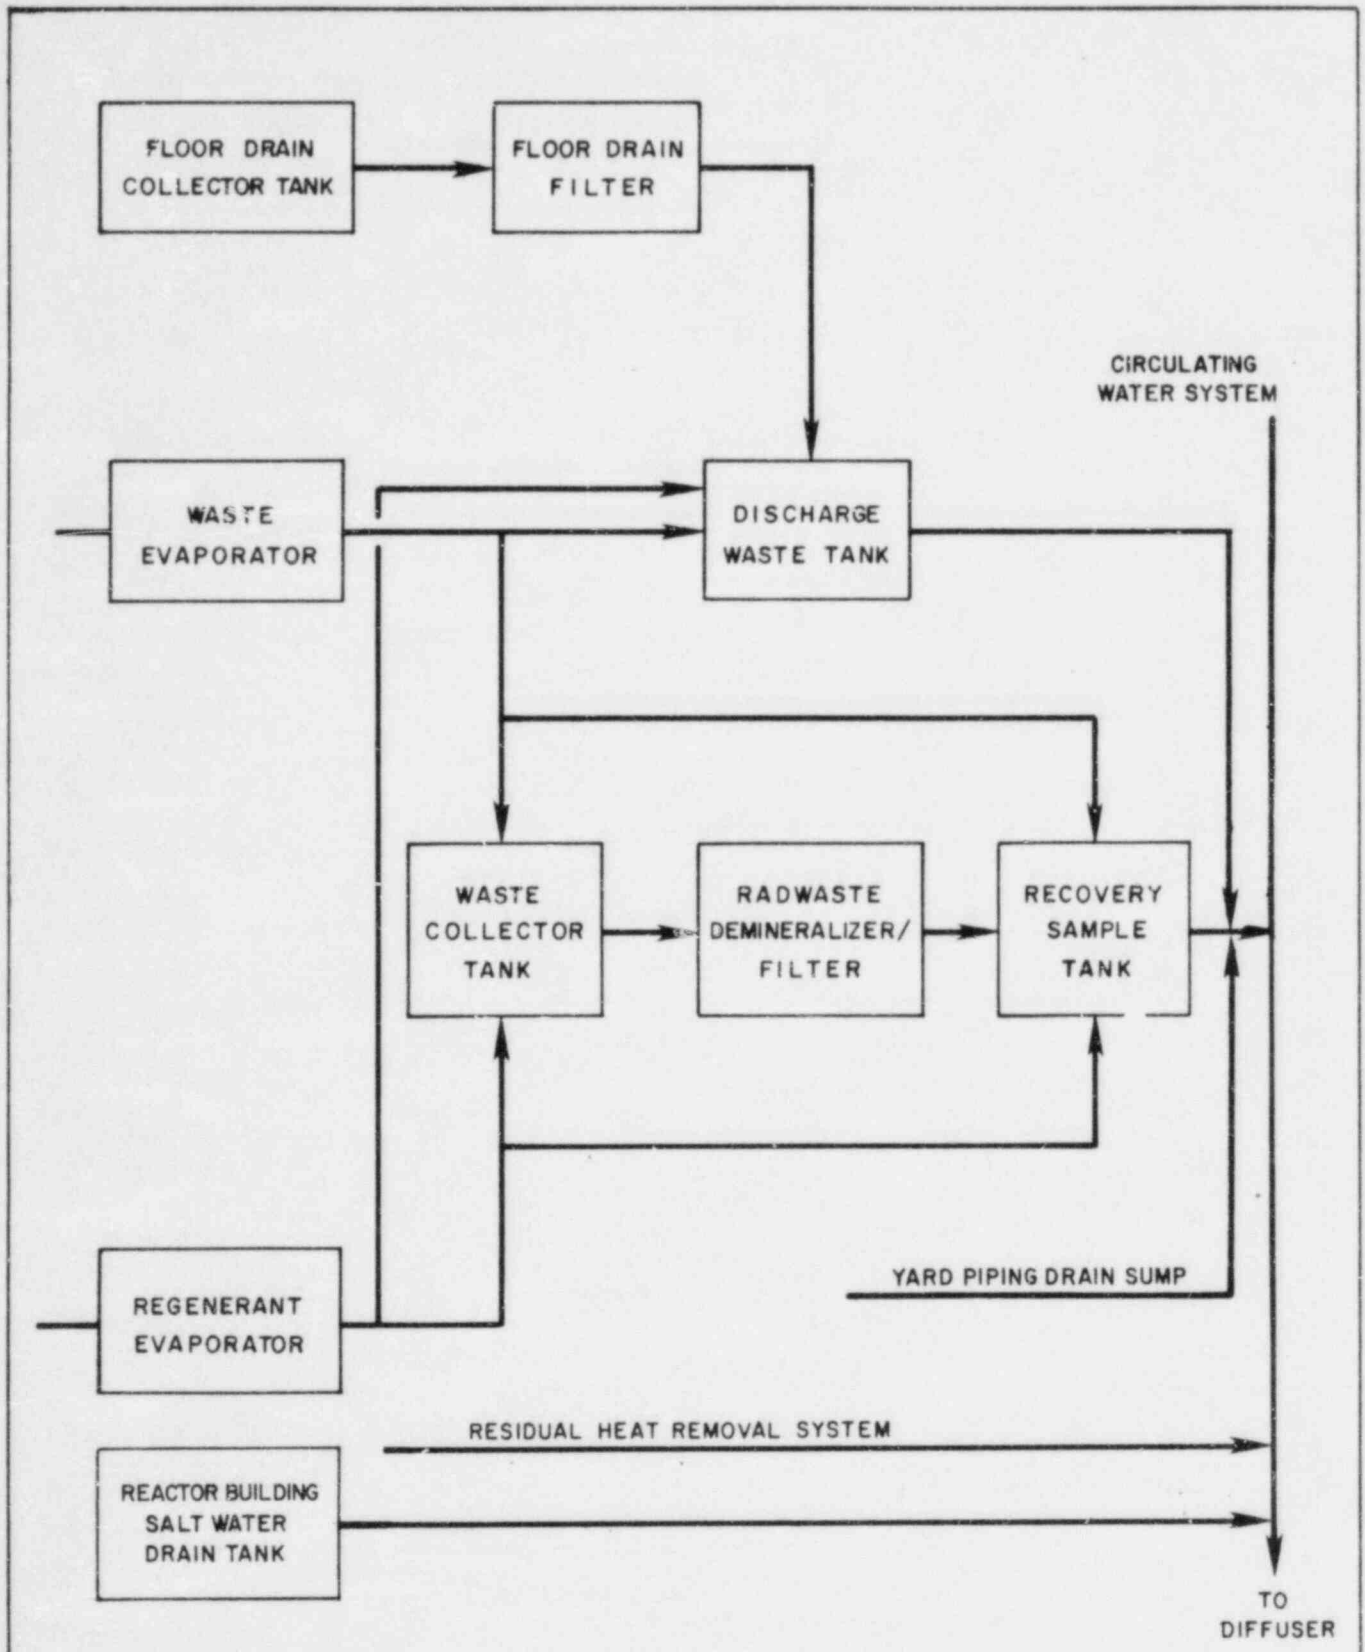 FLOOR DRAIN
COLLECTOR TANK
FLOOR DRAIN
FILTER
CIRCULATING
WATER SYSTEM
WASTE
EVAPORATOR
DISCHARGE
WASTE TANK
WASTE
COLLECTOR
TANK
RADWASTE
DEMINERALIZER/
FILTER
RECOVERY
SAMPLE
TANK
REGENERANT
EVAPORATOR
YARD PIPING DRAIN SUMP
RESIDUAL HEAT REMOVAL SYSTEM
REACTOR BUILDING
SALT WATER
DRAIN TANK
TO
DIFFUSER